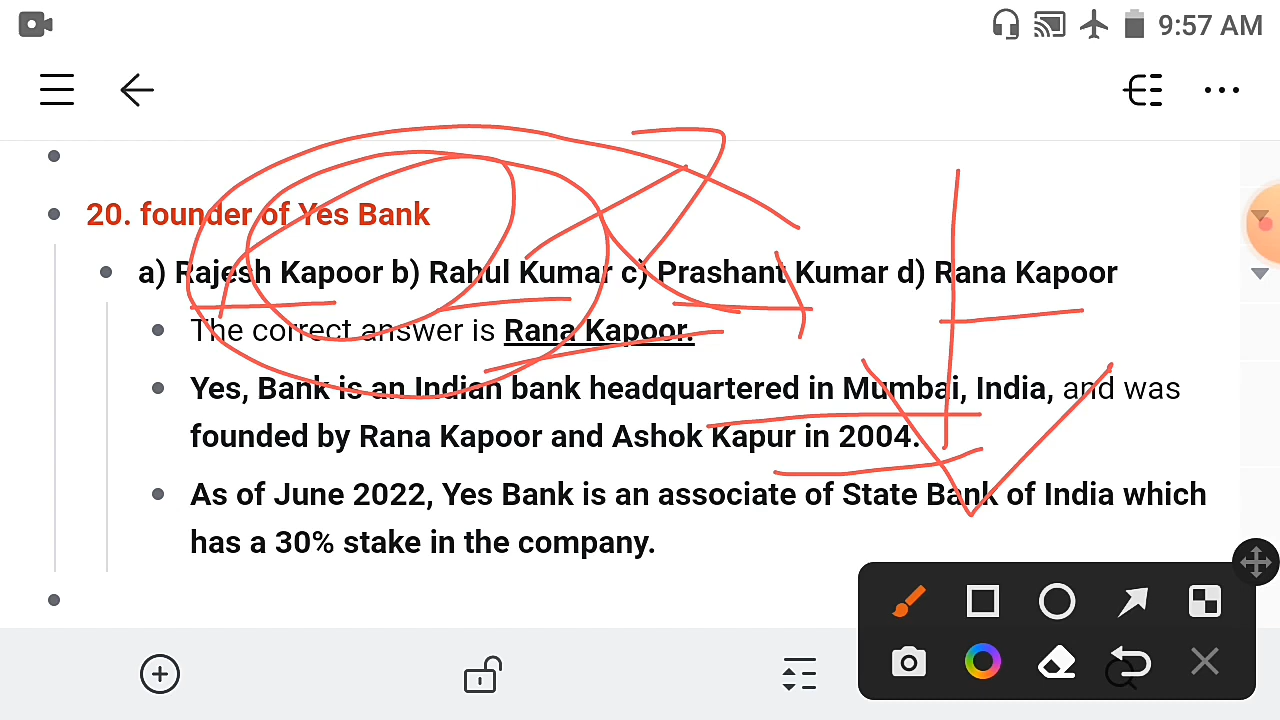 9:57 AM
20. founder of Yes Bank
a) Rajesh Kapoor b) Rahul Kumar c) Prashant Kumar d) Rana Kapoor
The correct answer is Rana Kapoor.
Yes, Bank is an Indian bank headquartered in Mumbai, India, and was
founded by Rana Kapoor and Ashok Kapur in 2004.
As of June 2022, Yes Bank is an associate of State Bank of India which
has a 30% stake in the company.